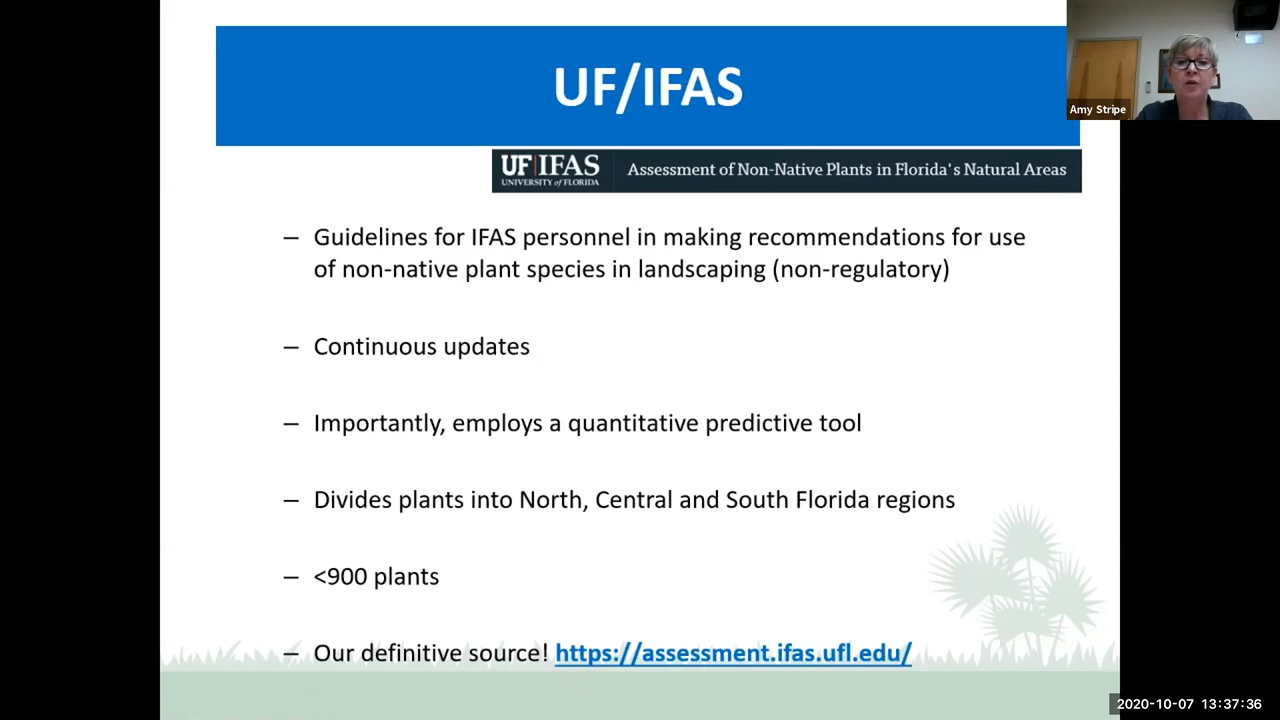 UF/IFAS
Amy Stripe
UF|IFAS
UNIVERSITY of FLORIDA
Assessment of Non-Native Plants in Florida's Natural Areas
– Guidelines for IFAS personnel in making recommendations for use
of non-native plant species in landscaping (non-regulatory)
– Continuous updates
– Importantly, employs a quantitative predictive tool
– Divides plants into North, Central and South Florida regions
– <900 plants
– Our definitive source! https://assessment.ifas.ufl.edu/
2020-10-07 13:37:36